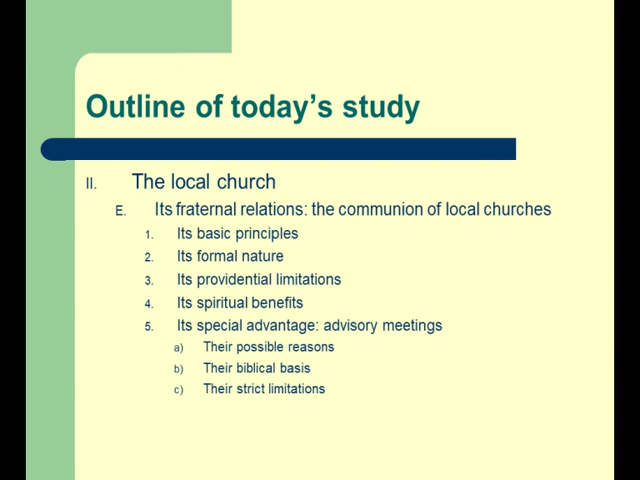 Outline of today's study
II. The local church
E. Its fraternal relations: the communion of local churches
1. Its basic principles
2. Its formal nature
3. Its providential limitations
4. Its spiritual benefits
5. Its special advantage: advisory meetings
a) Their possible reasons
b) Their biblical basis
c) Their strict limitations